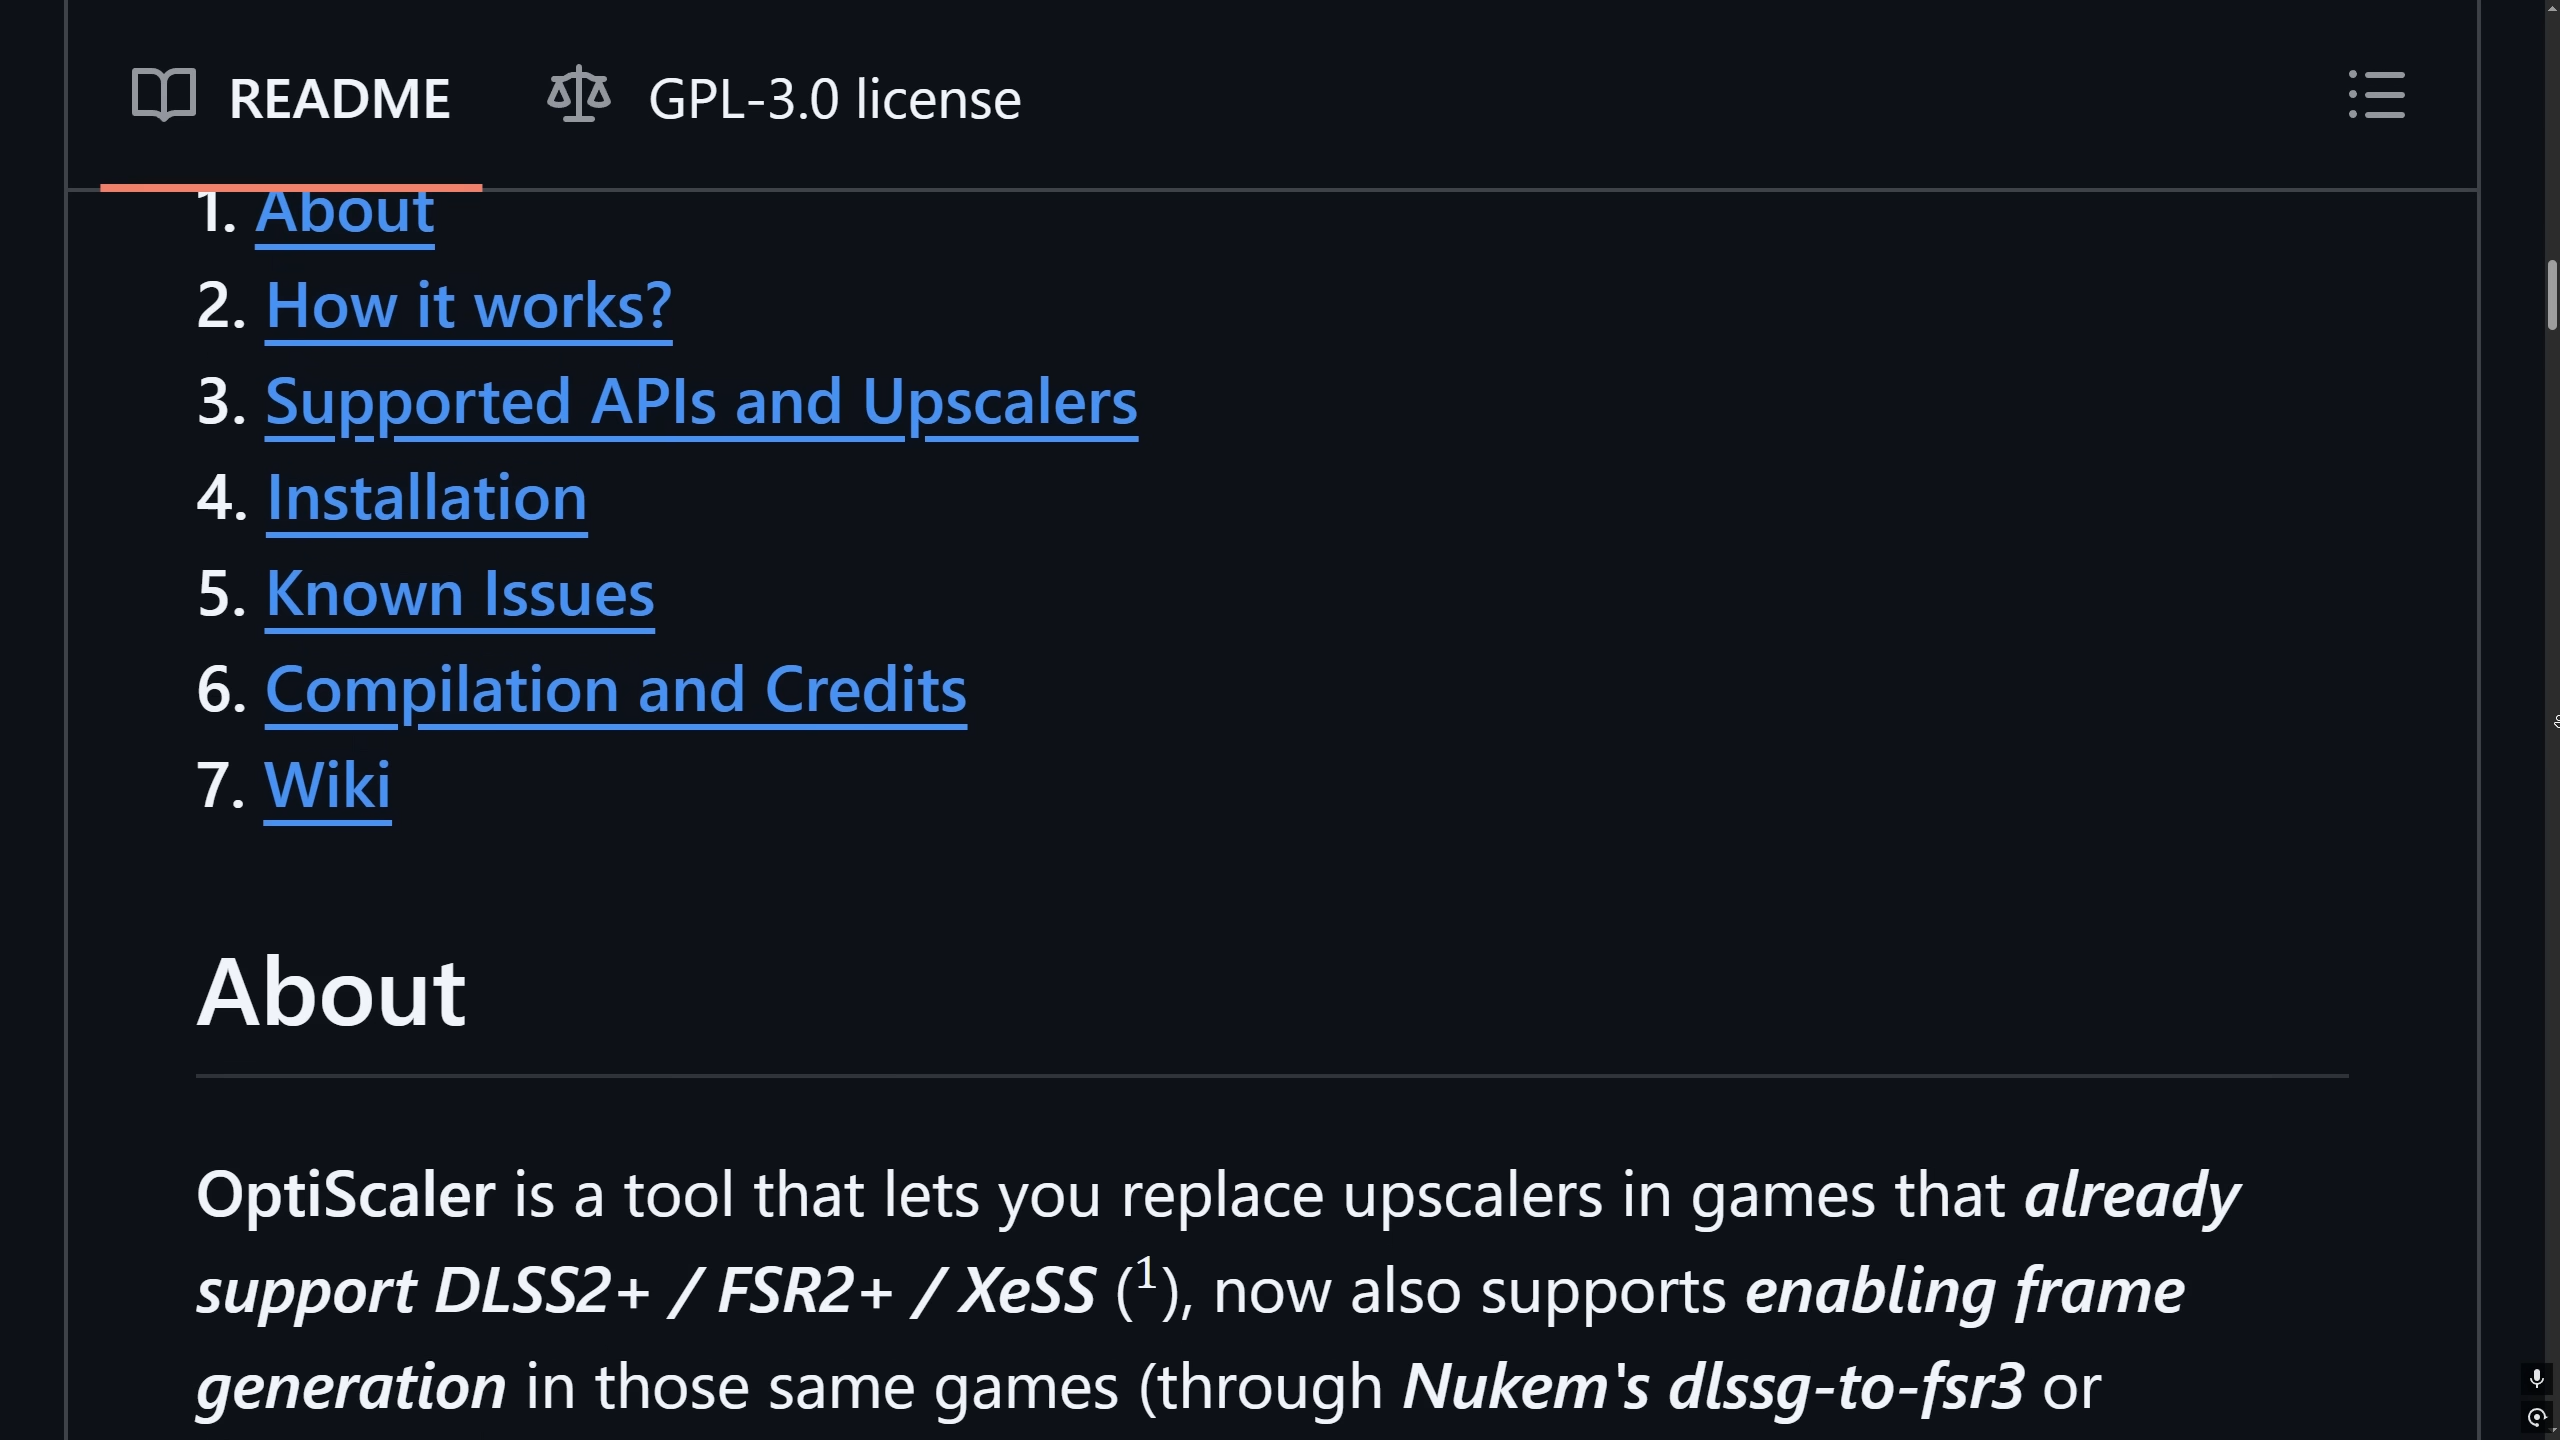 README
GPL-3.0 license
1. About
2. How it works?
3. Supported APIs and Upscalers
4. Installation
5. Known Issues
6. Compilation and Credits
7. Wiki
About
OptiScaler is a tool that lets you replace upscalers in games that already
support DLSS2+ / FSR2+ / XeSS (¹), now also supports enabling frame
generation in those same games (through Nukem's dlssg-to-fsr3 or